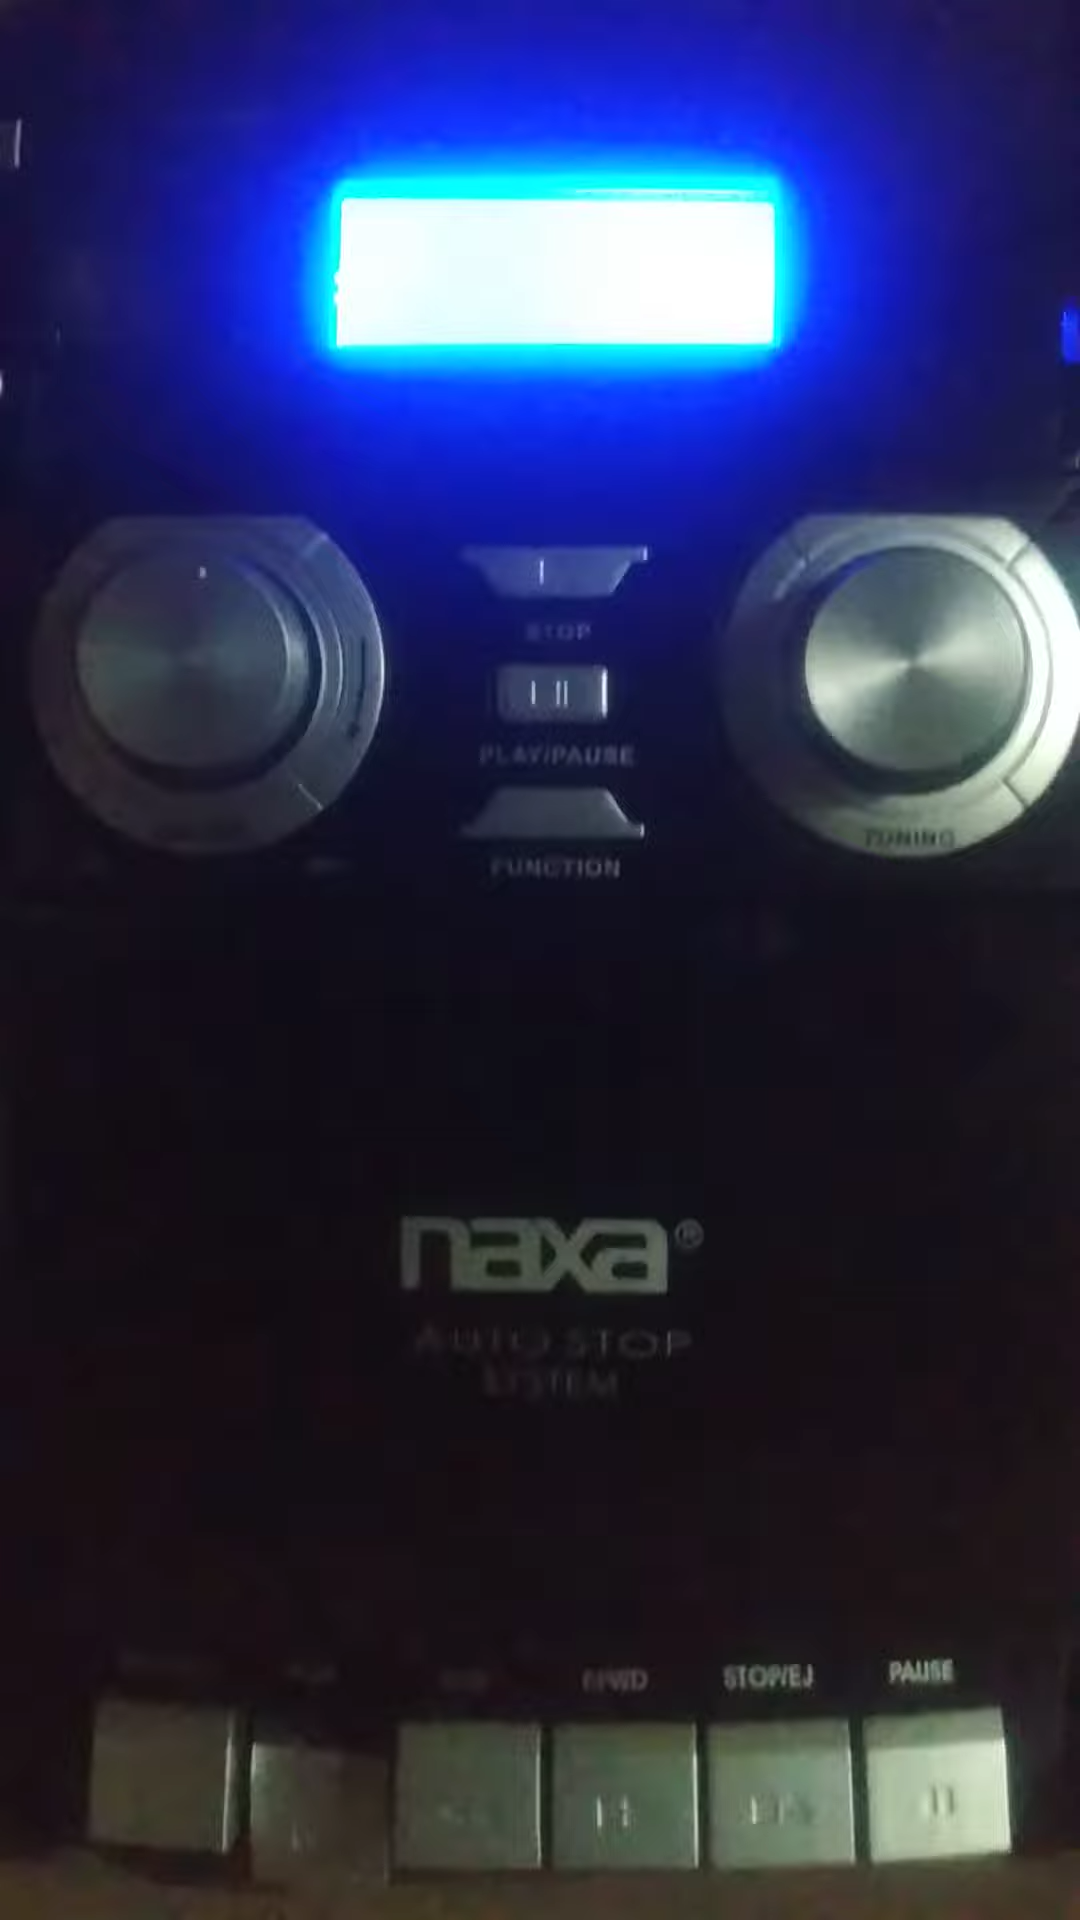 STOP
PLAY/PAUSE
FUNCTION
TUNING
naxa®
AUTO STOP
SYSTEM
F.FWD STOP/EJ PAUSE